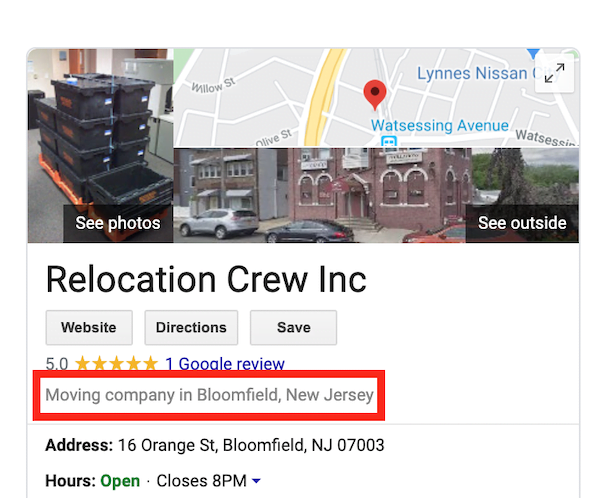 Willow St
Lynnes Nissan
Olive St
Watsessing Avenue
Watsessin
See photos
See outside
Relocation Crew Inc
Website
Directions
Save
5.0 ★★★★★ 1 Google review
Moving company in Bloomfield, New Jersey
Address: 16 Orange St, Bloomfield, NJ 07003
Hours: Open · Closes 8PM